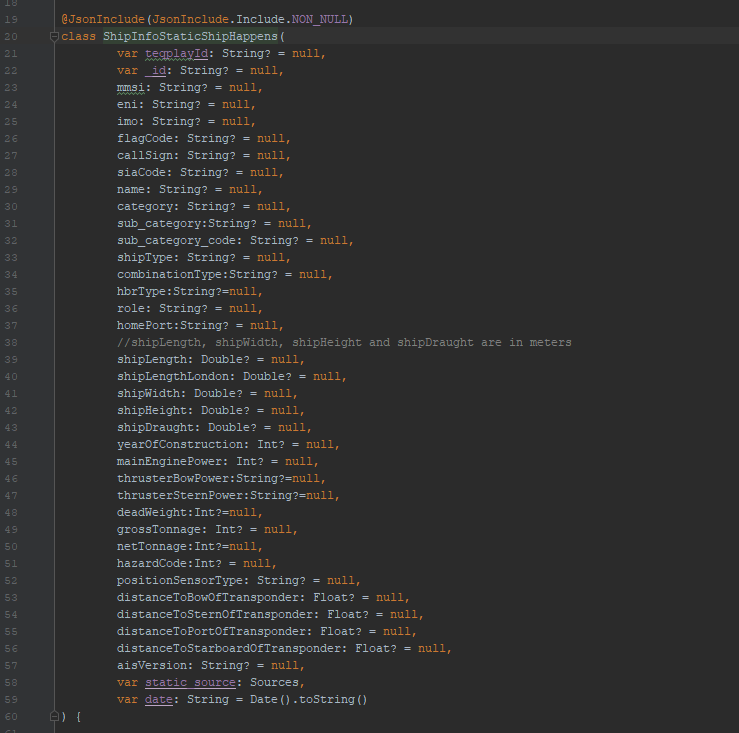 18
19 @JsonInclude(JsonInclude.Include.NON_NULL)
20 class ShipInfoStaticShipHappens(
21 var teqplayId: String? = null,
22 var _id: String? = null,
23 mmsi: String? = null,
24 eni: String? = null,
25 imo: String? = null,
26 flagCode: String? = null,
27 callSign: String? = null,
28 siaCode: String? = null,
29 name: String? = null,
30 category: String? = null,
31 sub_category:String? = null,
32 sub_category_code: String? = null,
33 shipType: String? = null,
34 combinationType:String? = null,
35 hbrType:String?=null,
36 role: String? = null,
37 homePort:String? = null,
38 //shipLength, shipWidth, shipHeight and shipDraught are in meters
39 shipLength: Double? = null,
40 shipLengthLondon: Double? = null,
41 shipWidth: Double? = null,
42 shipHeight: Double? = null,
43 shipDraught: Double? = null,
44 yearOfConstruction: Int? = null,
45 mainEnginePower: Int? = null,
46 thrusterBowPower:String?=null,
47 thrusterSternPower:String?=null,
48 deadWeight:Int?=null,
49 grossTonnage: Int? = null,
50 netTonnage:Int?=null,
51 hazardCode:Int? = null,
52 positionSensorType: String? = null,
53 distanceToBowOfTransponder: Float? = null,
54 distanceToSternOfTransponder: Float? = null,
55 distanceToPortOfTransponder: Float? = null,
56 distanceToStarboardOfTransponder: Float? = null,
57 aisVersion: String? = null,
58 var static_source: Sources,
59 var date: String = Date().toString()
60 ) {